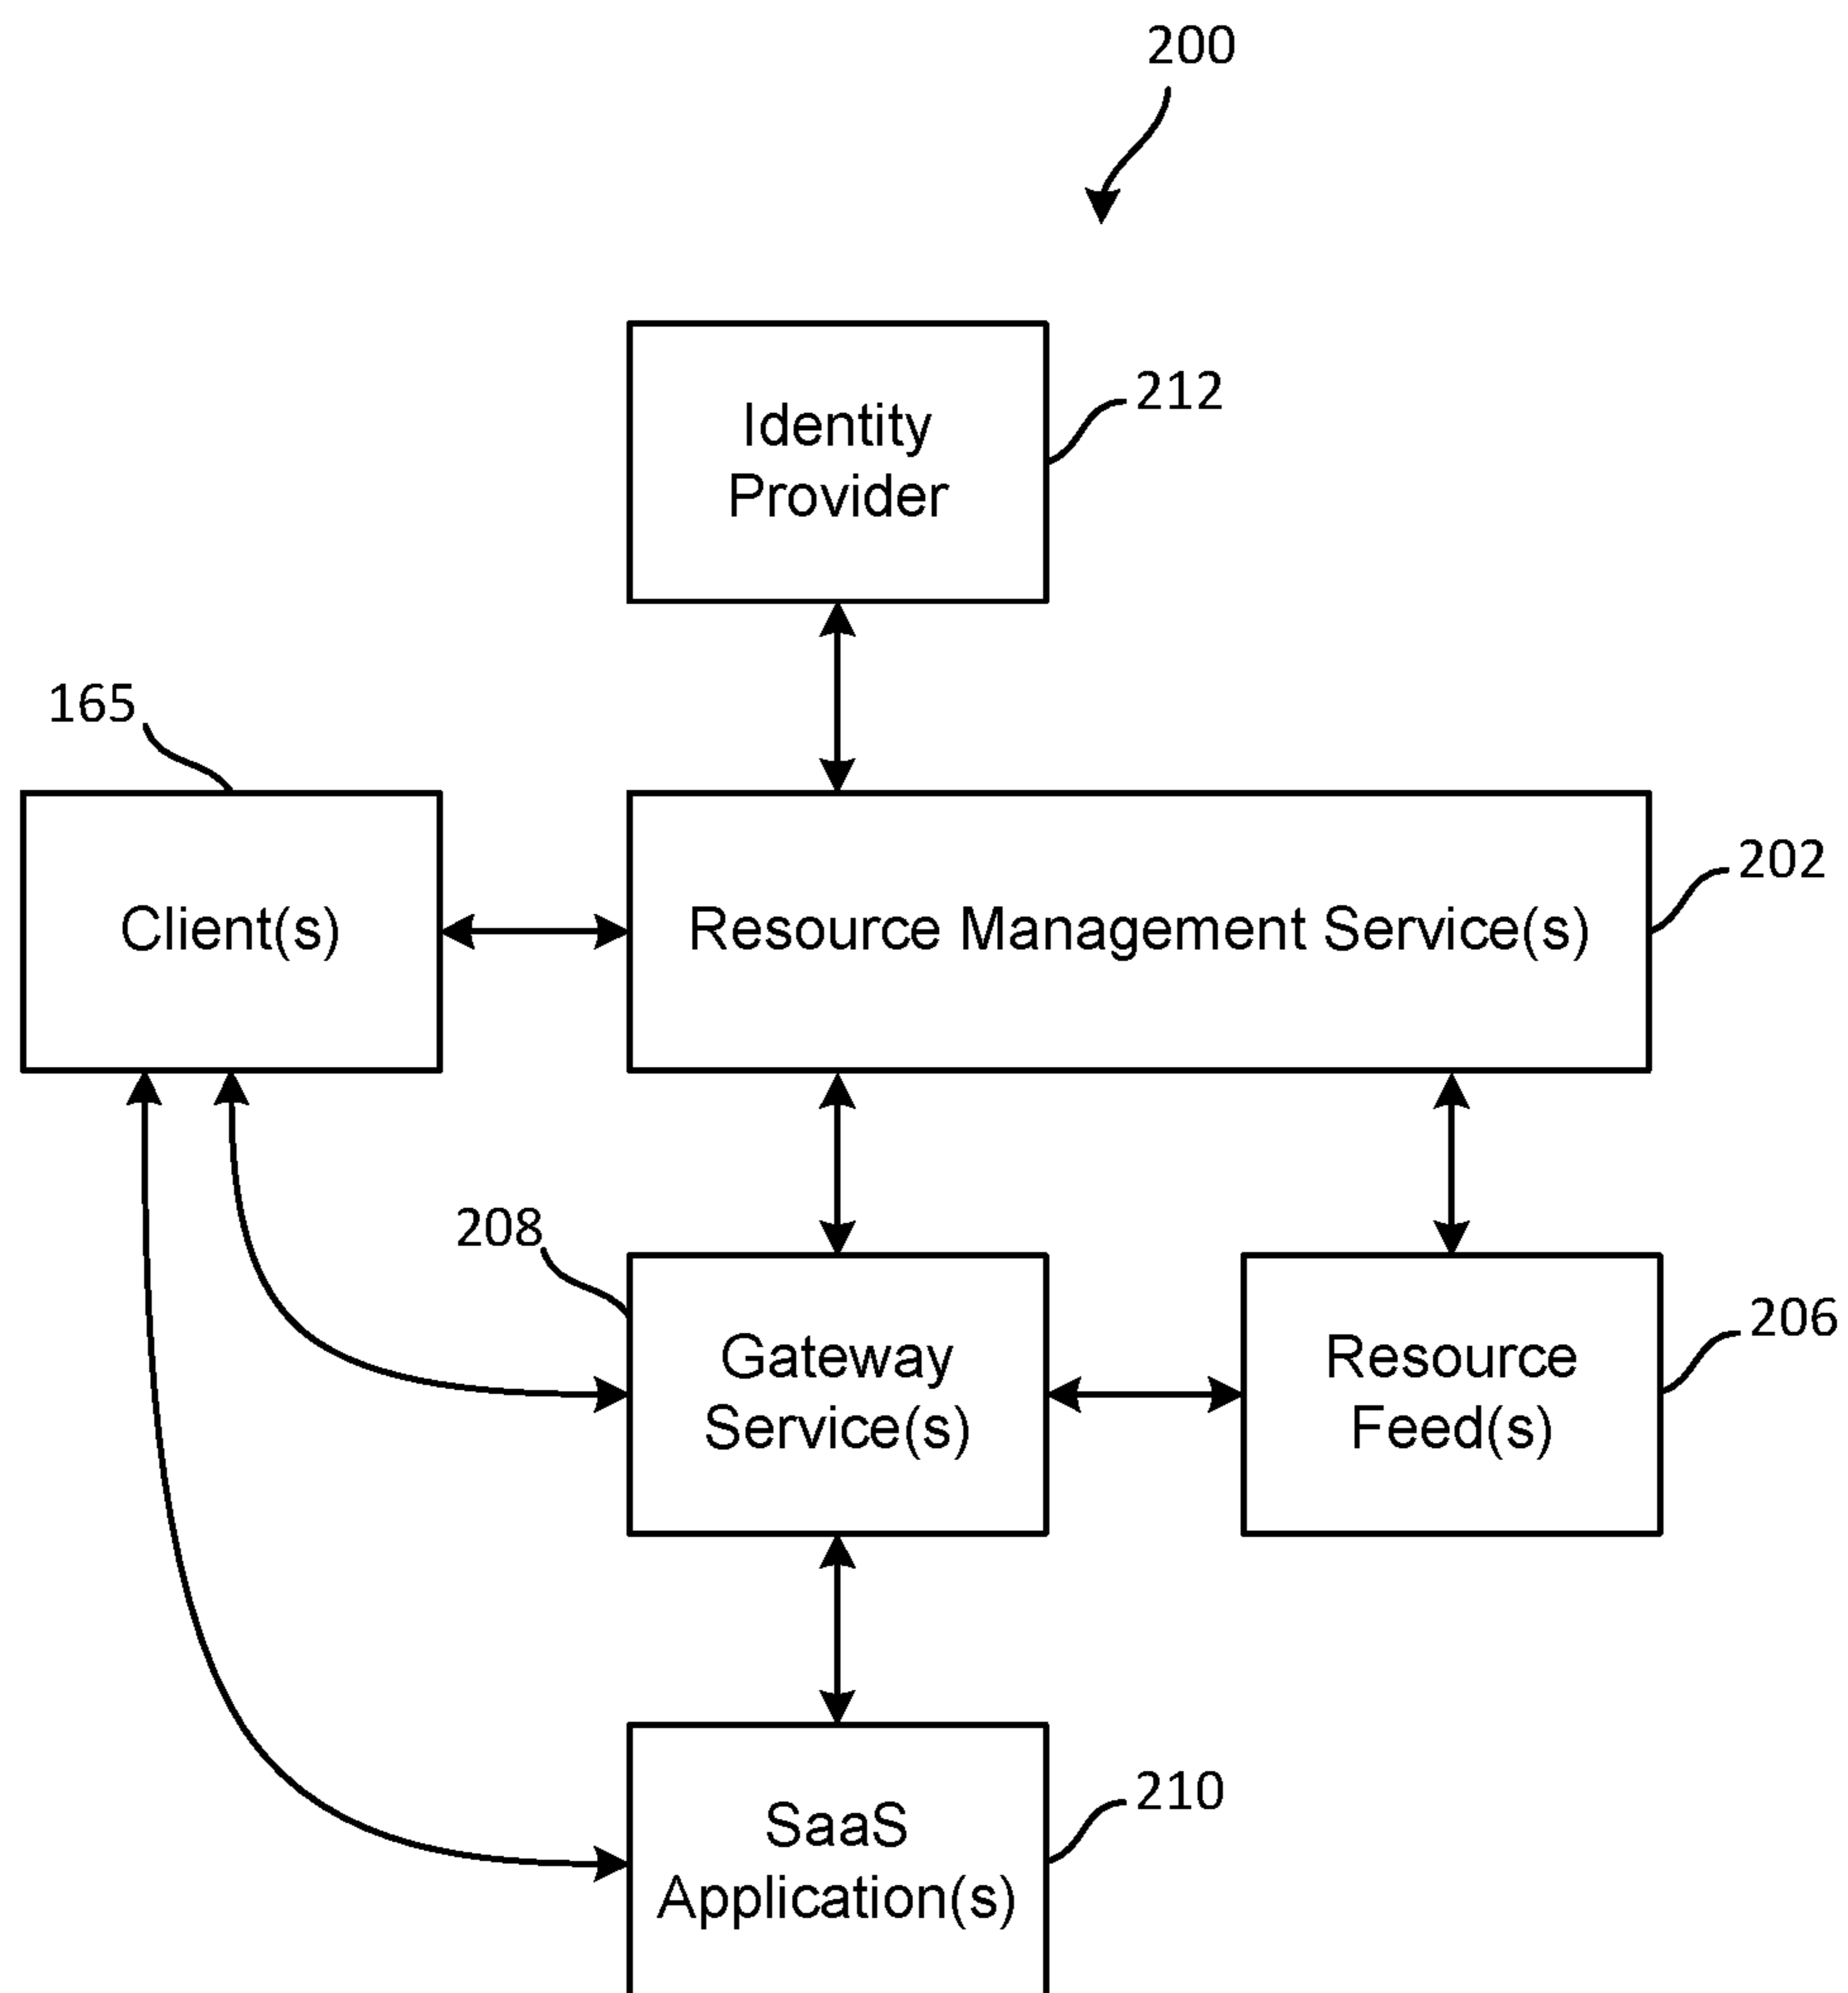 200
Identity
Provider
212
165
Client(s)
Resource Management Service(s)
202
208
Gateway
Service(s)
Resource
Feed(s)
206
SaaS
Application(s)
210